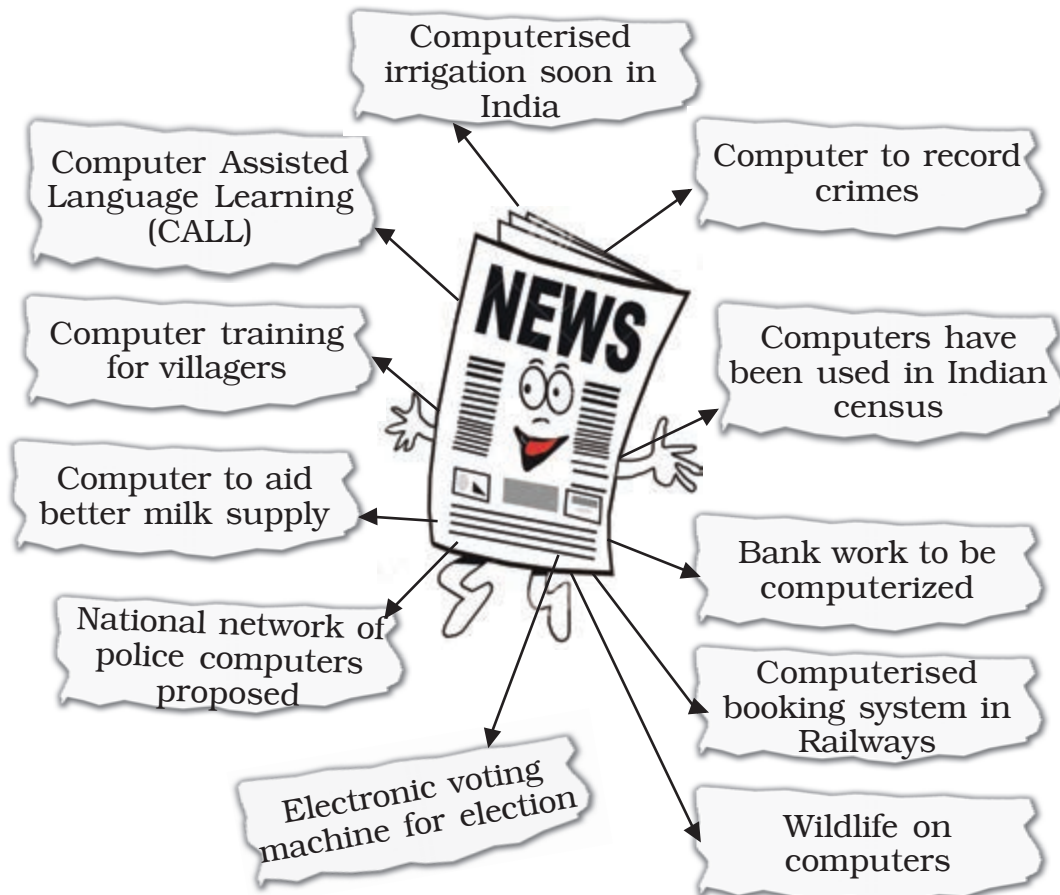 Computerised
irrigation soon in
India
Computer Assisted
Language Learning
(CALL)
Computer to record
crimes
NEWS
Computer training
for villagers
Computers have
been used in Indian
census
Computer to aid
better milk supply
Bank work to be
computerized
National network of
police computers
proposed
Computerised
booking system in
Railways
Electronic voting
machine for election
Wildlife on
computers